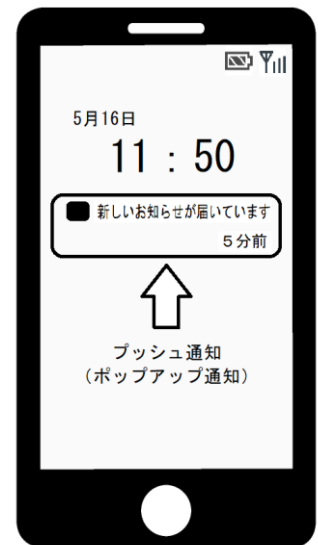 5月16日
11：50
新しいお知らせが届いています
５分前
プッシュ通知
(ポップアップ通知)